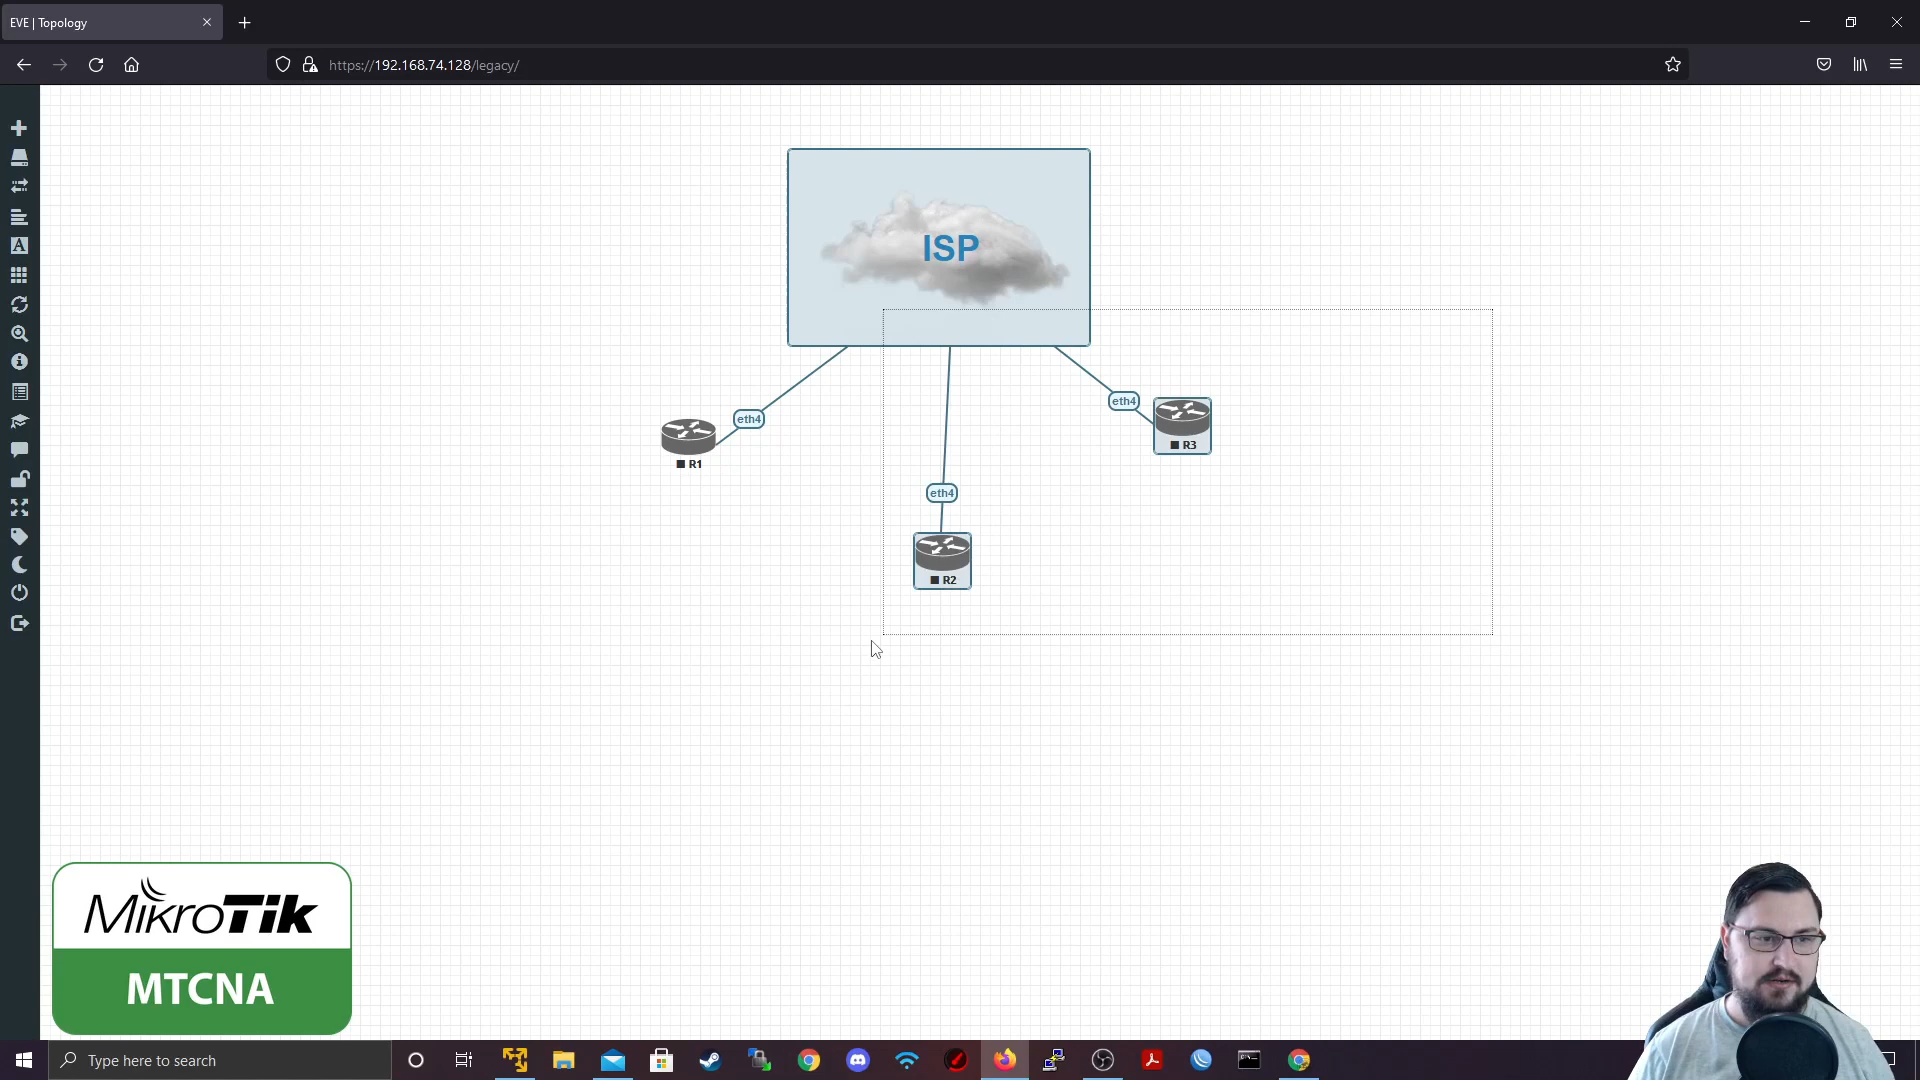 EVE | Topology
https://192.168.74.128/legacy/
A
ISP
eth4
R1
eth4
R3
eth4
R2
MikroTik
MTCNA
Type here to search